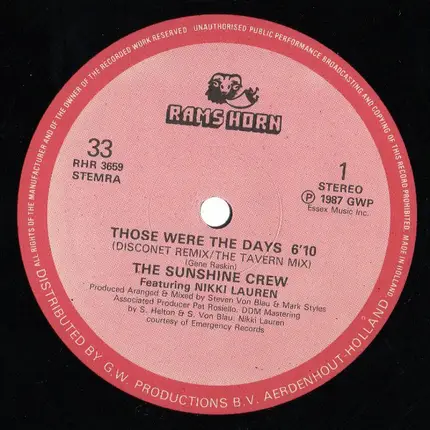 ALL RIGHTS OF THE MANUFACTURER AND OF THE OWNER OF THE RECORDED WORK RESERVED UNAUTHORISED PUBLIC PERFORMANCE BROADCASTING AND COPYING OF THIS RECORD PROHIBITED. MADE IN HOLLAND.
RAMS HORN
33
RHR 3659
STEMRA
1
STEREO
Ⓟ 1987 GWP
Essex Music Inc.
THOSE WERE THE DAYS 6'10
(DISCONET REMIX/THE TAVERN MIX)
(Gene Raskin)
THE SUNSHINE CREW
Featuring NIKKI LAUREN
Produced Aranged & Mixed by Steven Von Blau & Mark Styles
Associated Producer Pat Rosiello, DDM Mastering
by S. Helton & S. Von Blau, Nikki Lauren
courtesy of Emergency Records
DISTRIBUTED BY G.W. PRODUCTIONS B.V. AERDENHOUT-HOLLAND